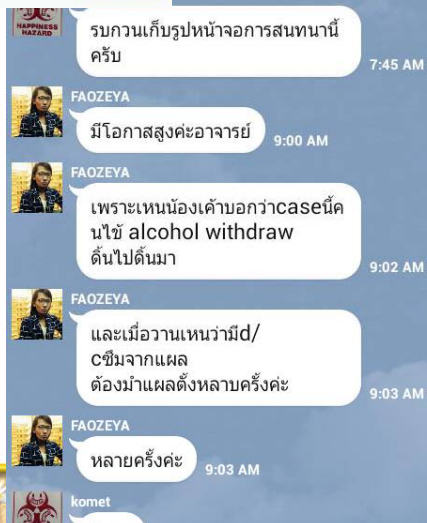 HAPPINESS
HAZARD
รบกวนเก็บรูปหน้าจอการสนทนานี้
ครับ
7:45 AM
FAOZEYA
มีโอกาสสูงค่ะอาจารย์
9:00 AM
FAOZEYA
เพราะเหนน้องเค้าบอกว่าcaseนี้ค
นไข้ alcohol withdraw
ดิ้นไปดิ้นมา
9:02 AM
FAOZEYA
และเมื่อวานเหนว่ามีd/
cซึมจากแผล
ต้องมำแผลตั้งหลาบครั้งค่ะ
9:03 AM
FAOZEYA
หลายครั้งค่ะ
9:03 AM
komet